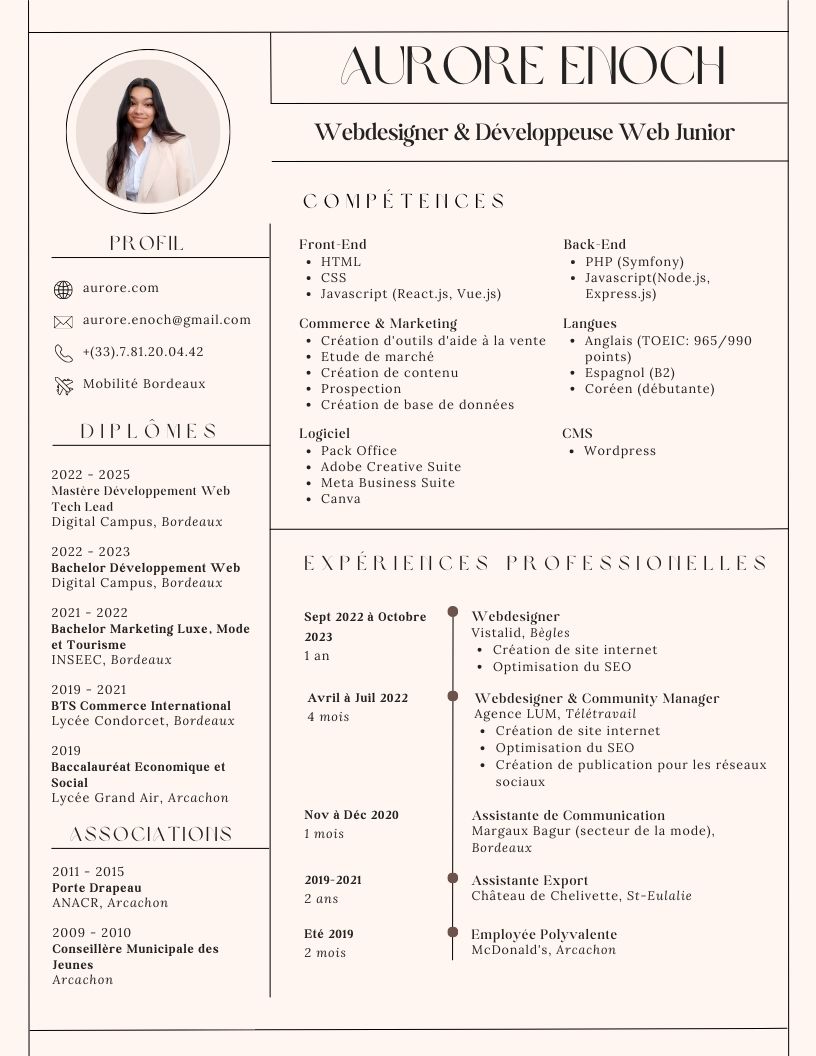 AURORE ENOCH
Webdesigner & Développeuse Web Junior
PROFIL
aurore.com
aurore.enoch@gmail.com
+(33).7.81.20.04.42
Mobilité Bordeaux
DIPLÔMES
2022 - 2025
Mastère Développement Web
Tech Lead
Digital Campus, Bordeaux
2022 - 2023
Bachelor Développement Web
Digital Campus, Bordeaux
2021 - 2022
Bachelor Marketing Luxe, Mode
et Tourisme
INSEEC, Bordeaux
2019 - 2021
BTS Commerce International
Lycée Condorcet, Bordeaux
2019
Baccalauréat Economique et
Social
Lycée Grand Air, Arcachon
ASSOCIATIONS
2011 - 2015
Porte Drapeau
ANACR, Arcachon
2009 - 2010
Conseillère Municipale des
Jeunes
Arcachon
COMPÉTENCES
Front-End
• HTML
• CSS
• Javascript (React.js, Vue.js)
Back-End
• PHP (Symfony)
• Javascript(Node.js,
Express.js)
Commerce & Marketing
• Création d'outils d'aide à la vente
• Etude de marché
• Création de contenu
• Prospection
• Création de base de données
Langues
• Anglais (TOEIC: 965/990
points)
• Espagnol (B2)
• Coréen (débutante)
Logiciel
• Pack Office
• Adobe Creative Suite
• Meta Business Suite
• Canva
CMS
• Wordpress
EXPÉRIENCES PROFESSIONELLES
Sept 2022 à Octobre
2023
1 an
Webdesigner
Vistalid, Bègles
• Création de site internet
• Optimisation du SEO
Avril à Juil 2022
4 mois
Webdesigner & Community Manager
Agence LUM, Télétravail
• Création de site internet
• Optimisation du SEO
• Création de publication pour les réseaux
sociaux
Nov à Déc 2020
1 mois
Assistante de Communication
Margaux Bagur (secteur de la mode),
Bordeaux
2019-2021
2 ans
Assistante Export
Château de Chelivette, St-Eulalie
Eté 2019
2 mois
Employée Polyvalente
McDonald's, Arcachon